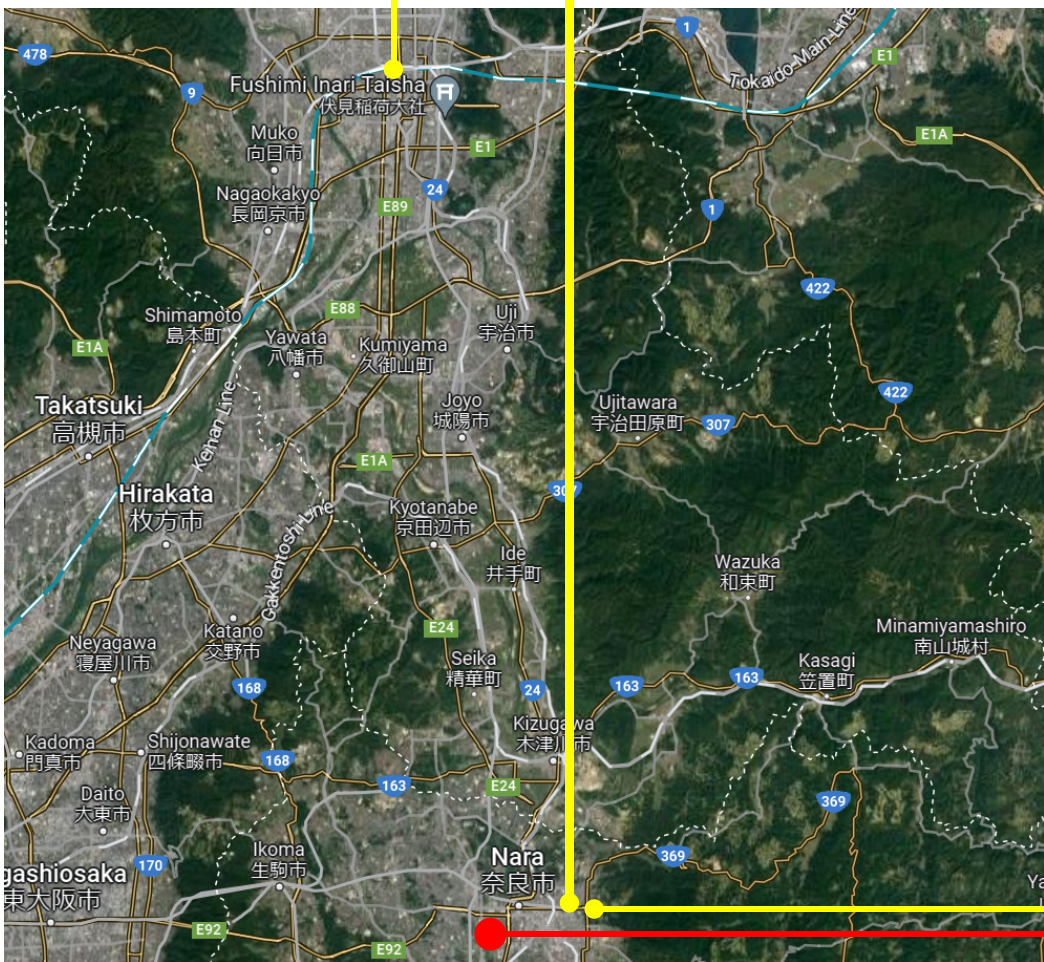 1
478
Tokaido-Main Line
E1
9
Fushimi Inari Taisha
伏見稲荷大社
Muko
向日市
E1
E1A
Nagaokakyo
長岡京市
24
E89
1
422
Shimamoto
島本町
E88
Uji
宇治市
E1A
Yawata
八幡市
Kumiyama
久御山町
422
Takatsuki
高槻市
Joyo
城陽市
Ujitawara
宇治田原町
307
Keihan Line
E1A
Hirakata
枚方市
307
Kyotanabe
京田辺市
Gakkentoshi-Line
Ide
井手町
Wazuka
和束町
Neyagawa
寝屋川市
Katano
交野市
E24
Minamiyamashiro
南山城村
Seika
精華町
Kasagi
笠置町
168
24
163
163
Kadoma
門真市
Shijonawate
四條畷市
168
Kizugawa
木津川市
163
E24
Daito
大東市
369
170
Ikoma
生駒市
Nara
奈良市
369
gashiosaka
東大阪市
Ya
E92
E92